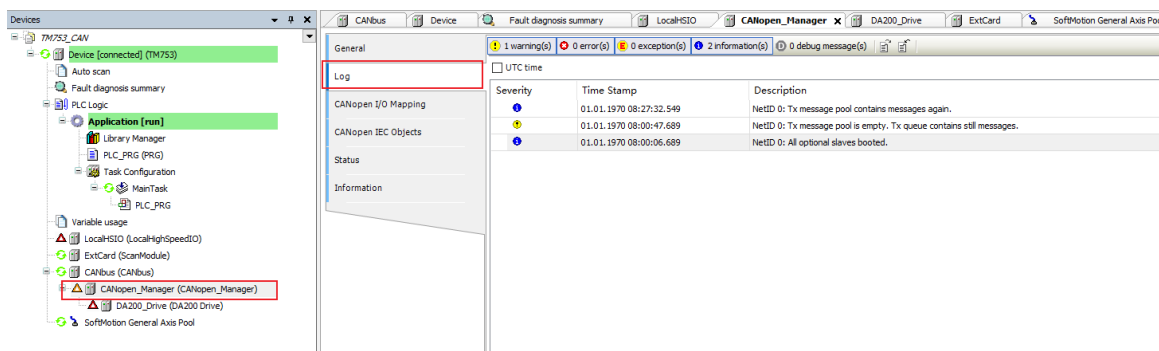 Devices
TM753_CAN
Device [connected] (TM753)
Auto scan
Fault diagnosis summary
PLC Logic
Application [run]
Library Manager
PLC_PRG (PRG)
Task Configuration
MainTask
PLC_PRG
Variable usage
LocalHSIO (LocalHighSpeedIO)
ExtCard (ScanModule)
CANbus (CANbus)
CANopen_Manager (CANopen_Manager)
DA200_Drive (DA200 Drive)
SoftMotion General Axis Pool
CANbus Device Fault diagnosis summary LocalHSIO CANopen_Manager DA200_Drive ExtCard SoftMotion General Axis Poo
General
Log
CANopen I/O Mapping
CANopen IEC Objects
Status
Information
1 warning(s) 0 error(s) 0 exception(s) 2 information(s) 0 debug message(s)
UTC time
Severity Time Stamp Description
01.01.1970 08:27:32.549 NetID 0: Tx message pool contains messages again.
01.01.1970 08:00:47.689 NetID 0: Tx message pool is empty. Tx queue contains still messages.
01.01.1970 08:00:06.689 NetID 0: All optional slaves booted.